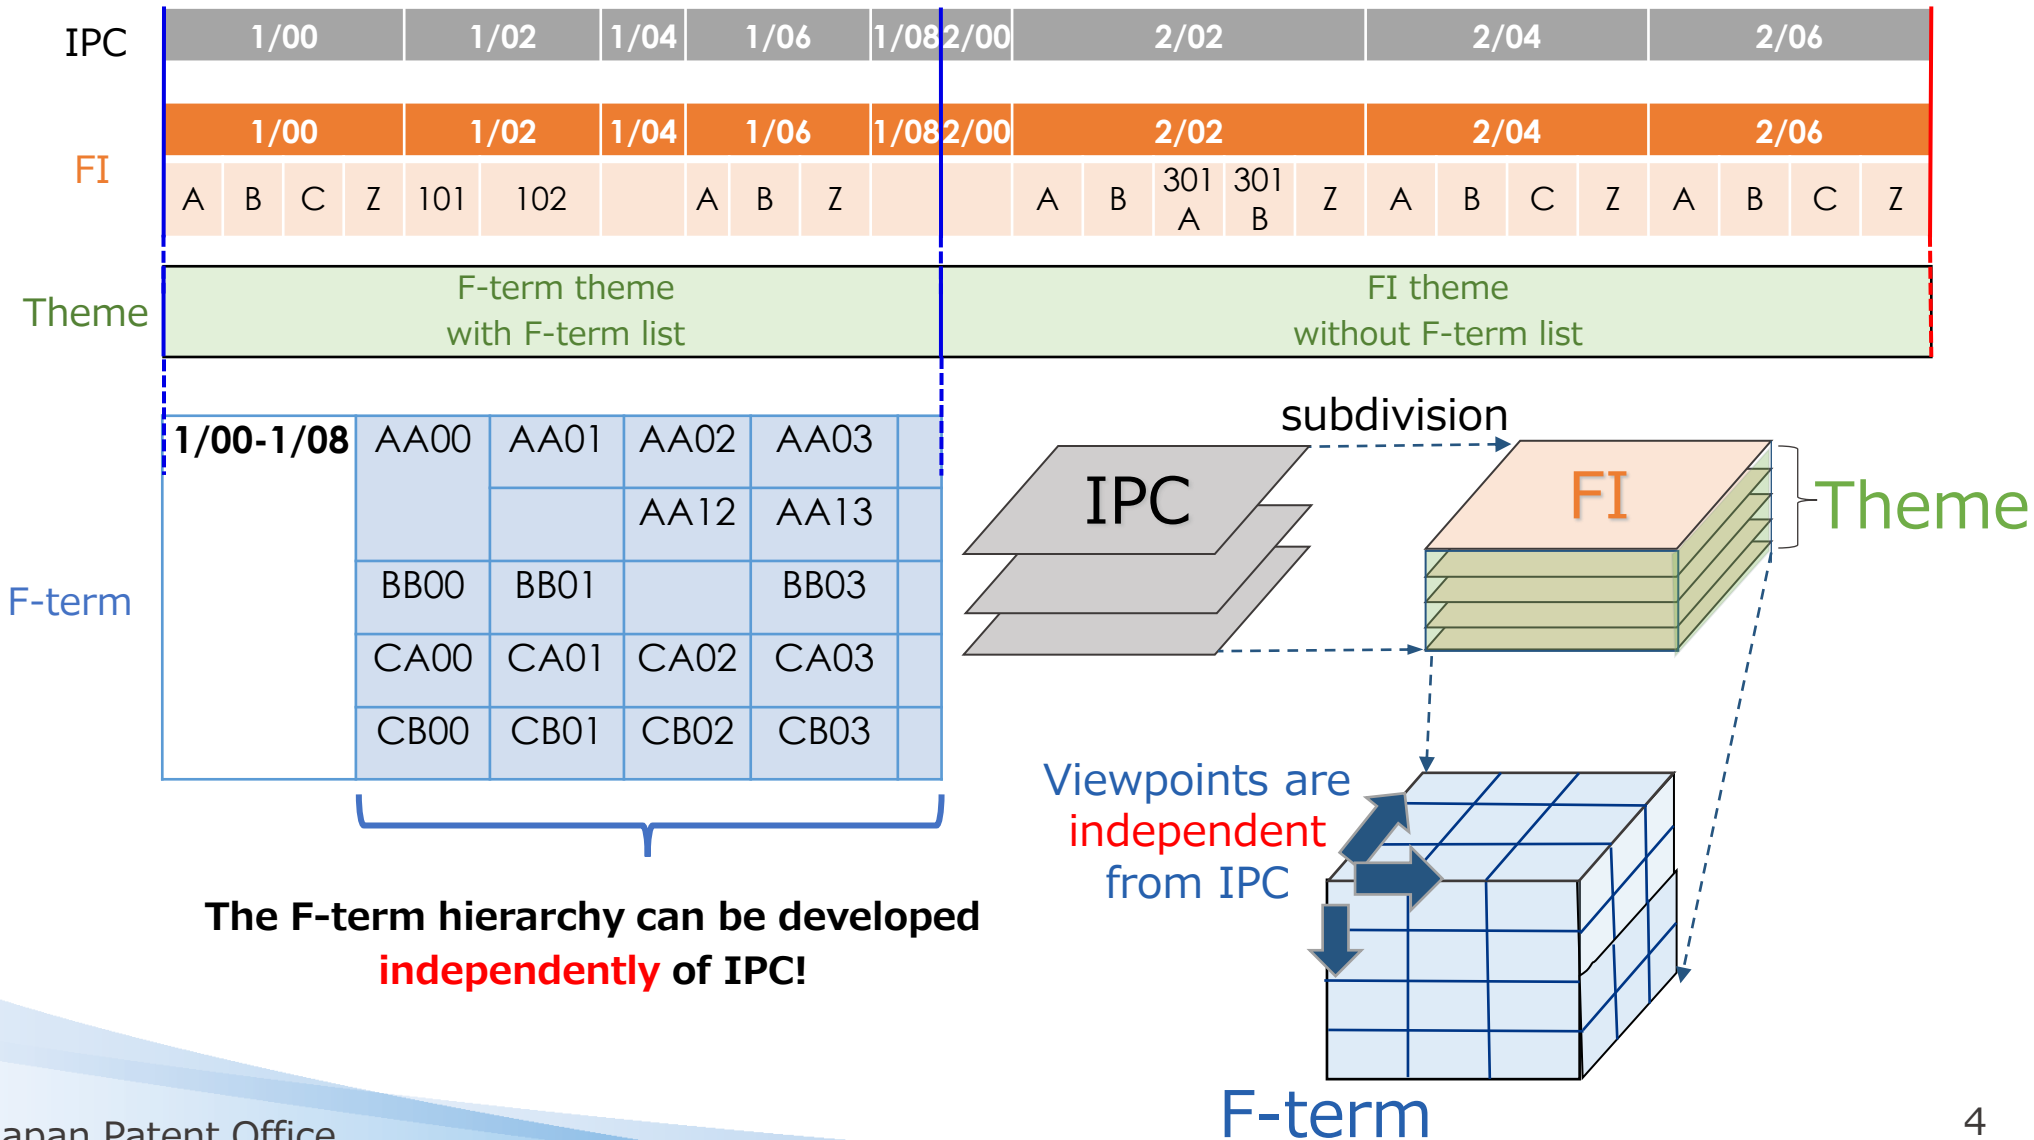 IPC 1/00 1/02 1/04 1/06 1/08 2/00 2/02 2/04 2/06
FI 1/00 1/02 1/04 1/06 1/08 2/00 2/02 2/04 2/06
A B C Z 101 102 A B Z A B 301 A 301 B Z A B C Z A B C Z
Theme
F-term theme
with F-term list
FI theme
without F-term list
F-term
1/00-1/08 AA00 AA01 AA02 AA03
AA12 AA13
BB00 BB01 BB03
CA00 CA01 CA02 CA03
CB00 CB01 CB02 CB03
The F-term hierarchy can be developed
independently of IPC!
subdivision
IPC
FI
Theme
Viewpoints are
independent
from IPC
F-term
apan Patent Office
4